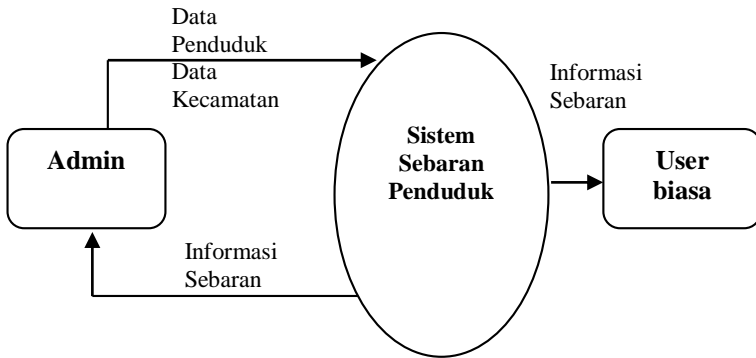 Data
Penduduk
Data
Kecamatan
Admin
Informasi
Sebaran
Sistem
Sebaran
Penduduk
Informasi
Sebaran
User
biasa